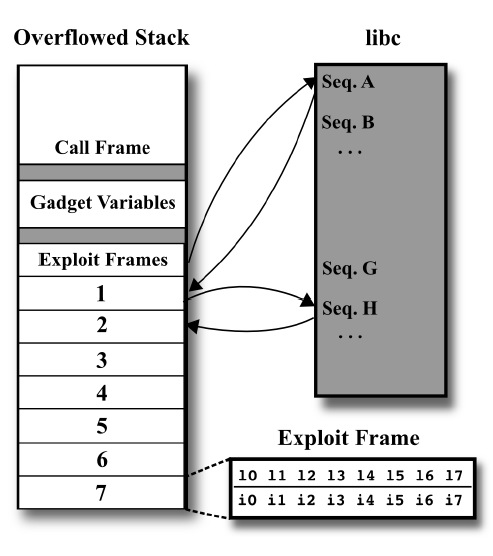 Overflowed Stack
Call Frame
Gadget Variables
Exploit Frames
1
2
3
4
5
6
7
libc
Seq. A
Seq. B
...
Seq. G
Seq. H
...
Exploit Frame
l0 l1 l2 l3 l4 l5 l6 l7
i0 i1 i2 i3 i4 i5 i6 i7